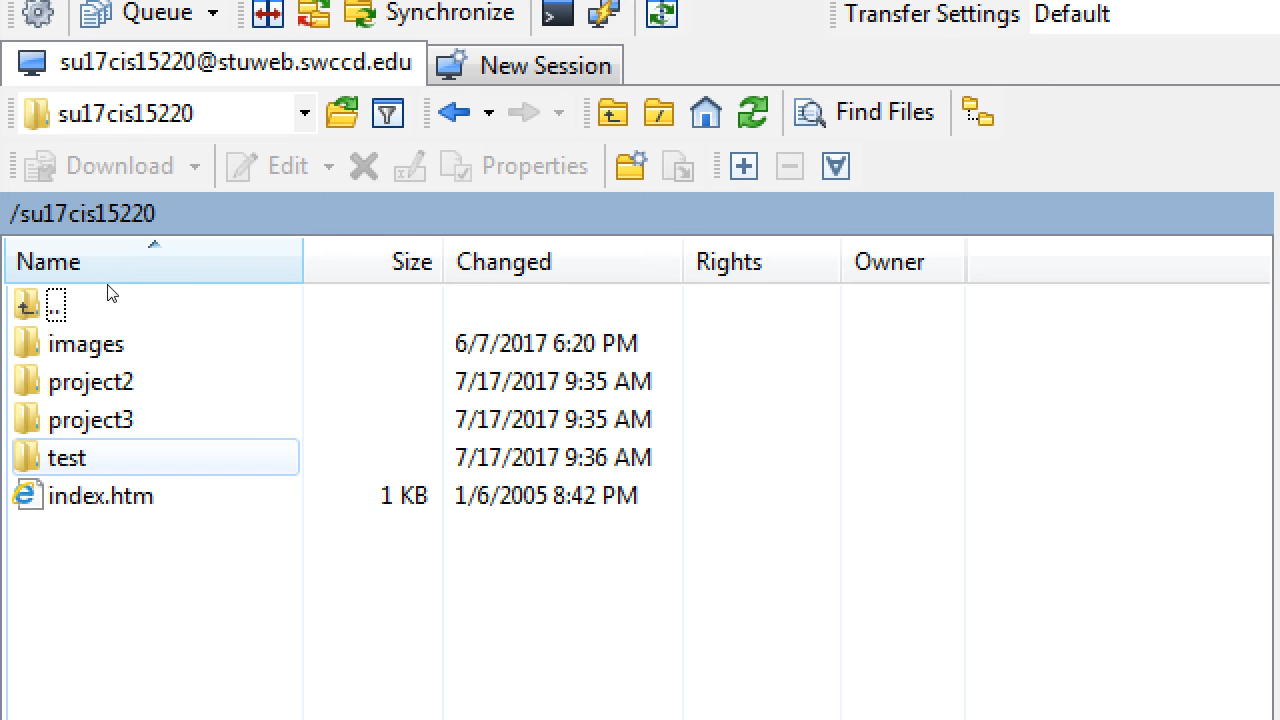 Queue Synchronize Transfer Settings Default
su17cis15220@stuweb.swccd.edu New Session
su17cis15220 Find Files
Download Edit Properties
/su17cis15220
Name Size Changed Rights Owner
..
images 6/7/2017 6:20 PM
project2 7/17/2017 9:35 AM
project3 7/17/2017 9:35 AM
test 7/17/2017 9:36 AM
index.htm 1 KB 1/6/2005 8:42 PM